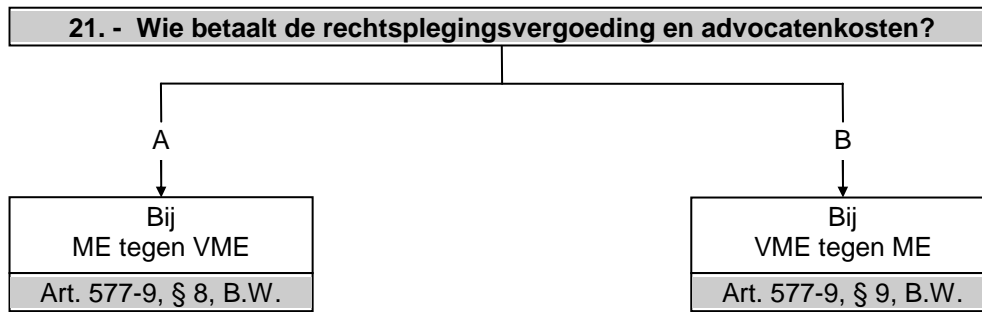 21. - Wie betaalt de rechtsplegingsvergoeding en advocatenkosten?
A
B
Bij
ME tegen VME
Art. 577-9, § 8, B.W.
Bij
VME tegen ME
Art. 577-9, § 9, B.W.